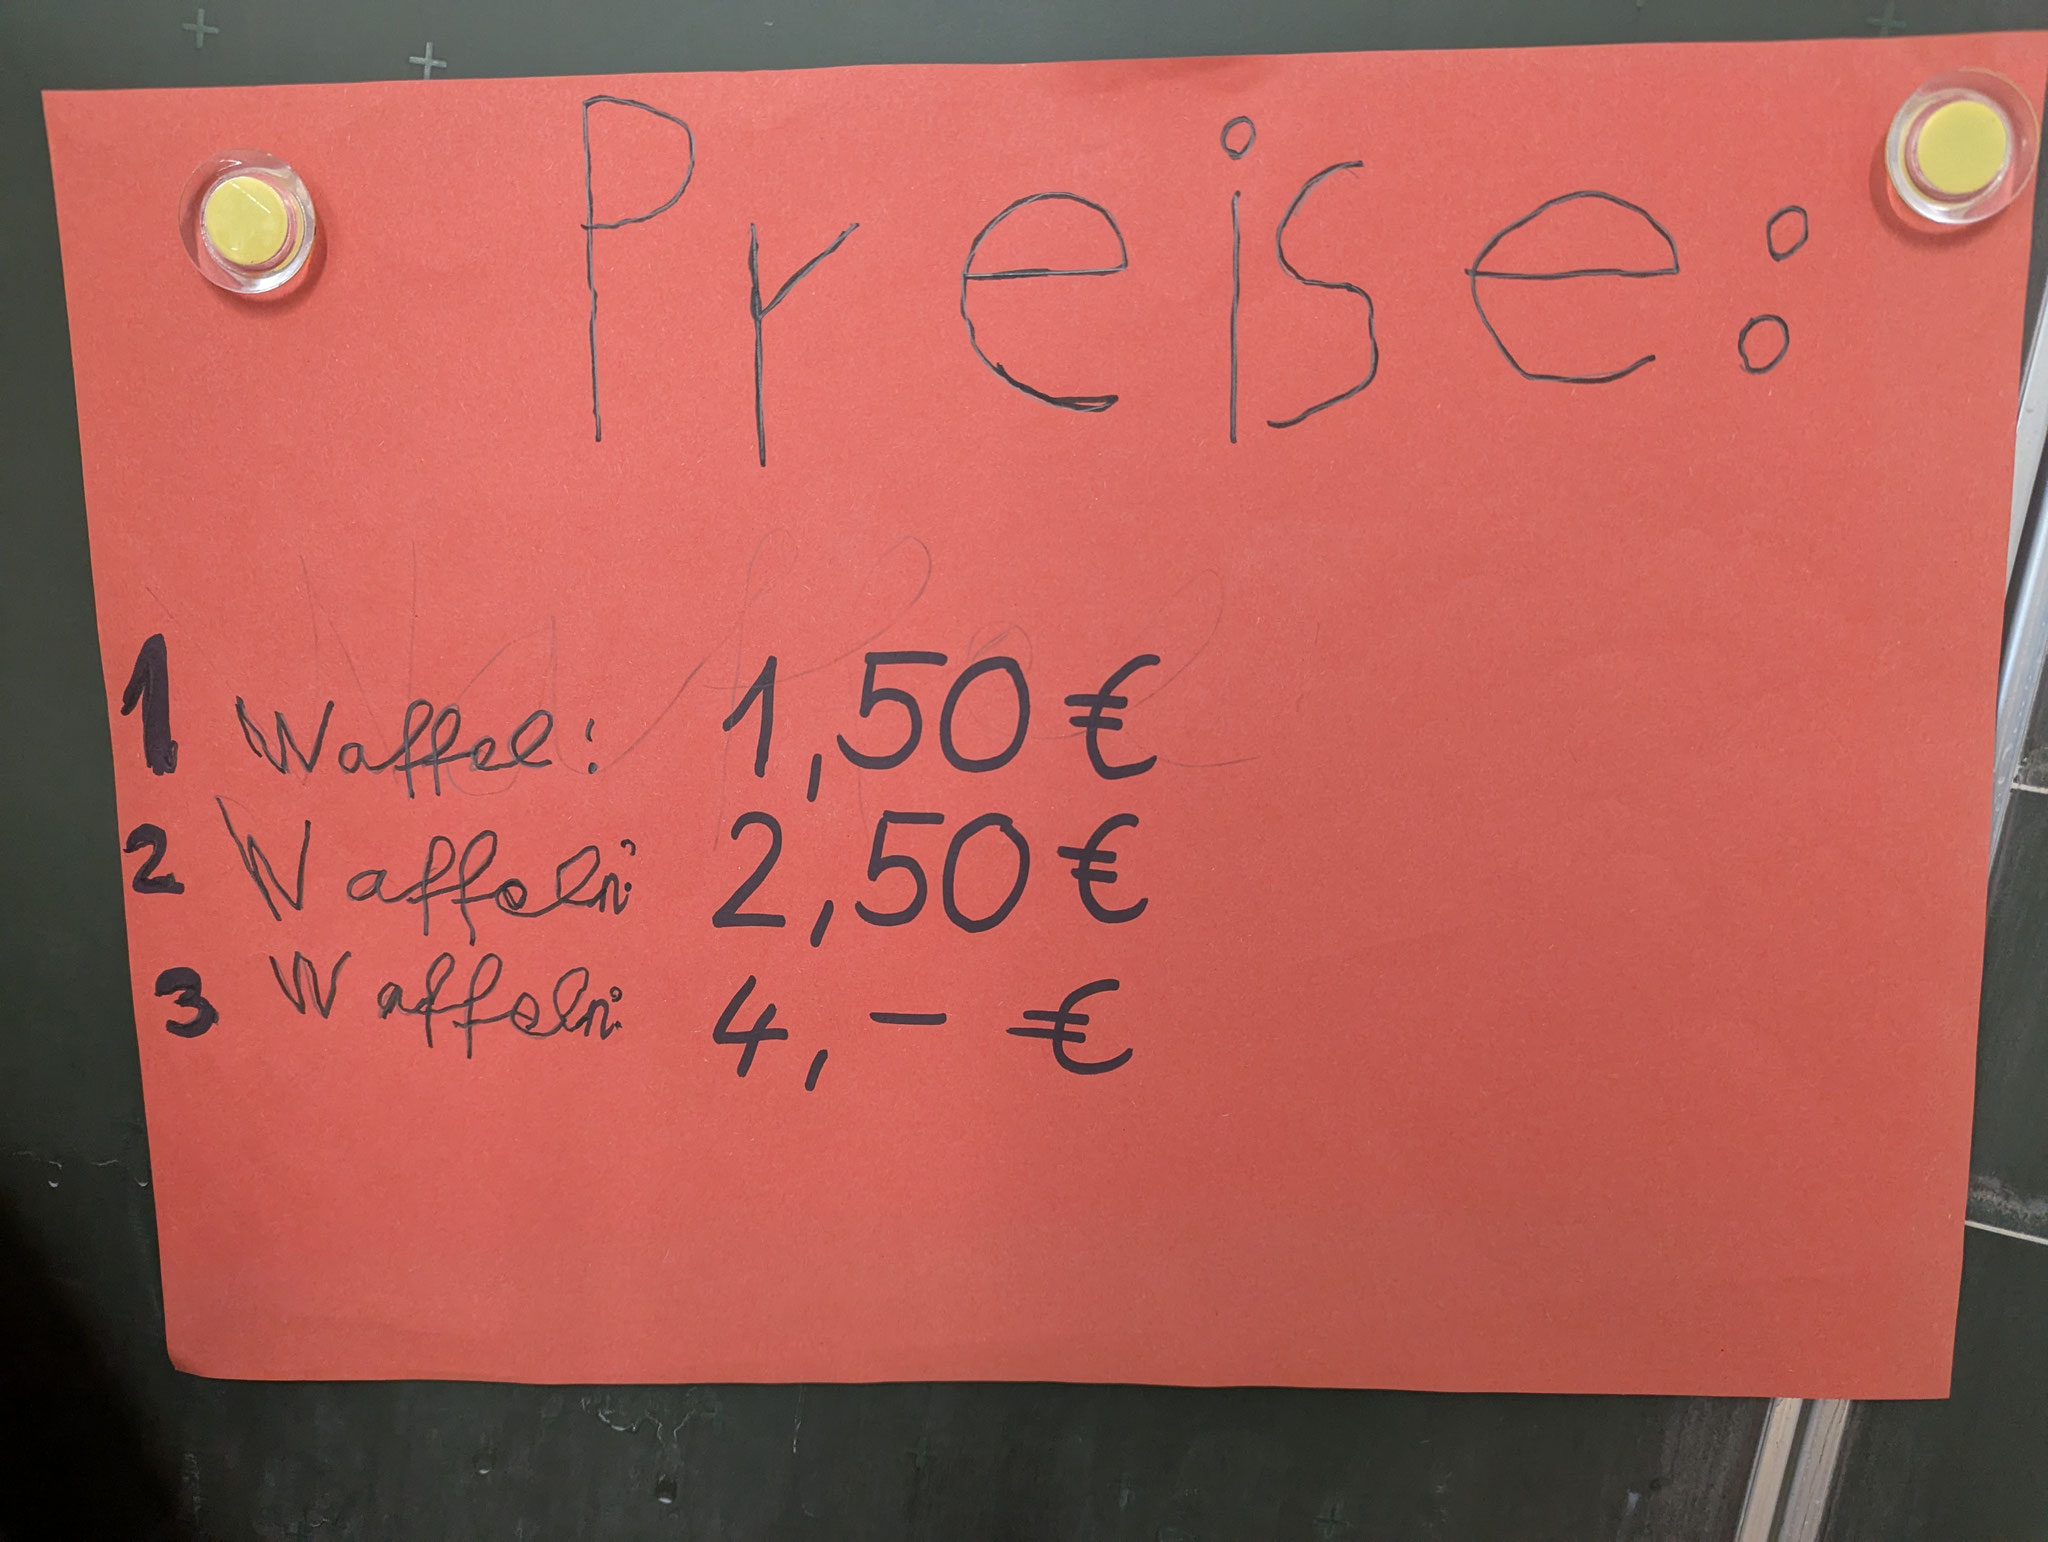 Preise:
1 Waffel: 1,50 €
2 Waffeln: 2,50 €
3 Waffeln: 4,- €